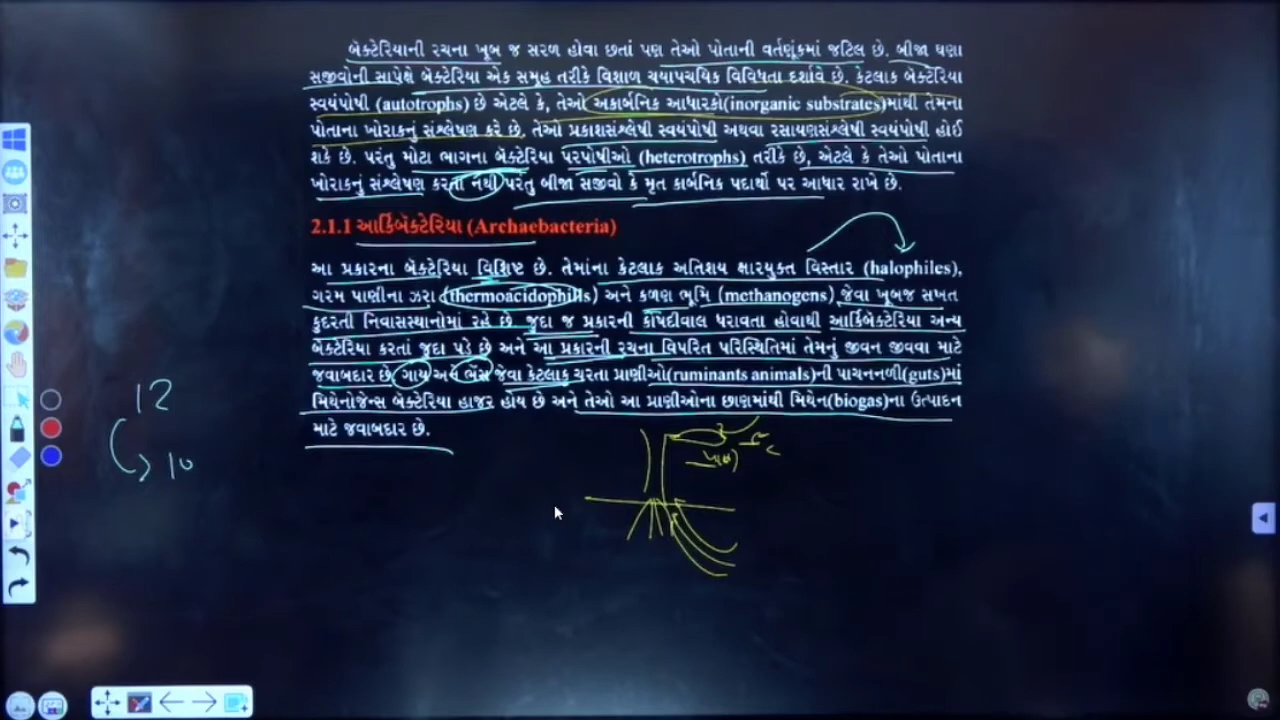 બૅક્ટેરિયાની રચના ખૂબ જ સરળ હોવા છતાં પણ તેઓ પોતાની વર્તણૂંકમાં જટિલ છે. બીજા ઘણા
સજીવોની સાપેક્ષે બૅક્ટેરિયા એક સમૂહ તરીકે વિશાળ ચયાપચયિક વિવિધતા દર્શાવે છે. કેટલાક બૅક્ટેરિયા
સ્વયંપોષી (autotrophs) છે એટલે કે, તેઓ અકાર્બનિક આધારકો(inorganic substrates)માંથી તેમના
પોતાના ખોરાકનું સંશ્લેષણ કરે છે. તેઓ પ્રકાશસંશ્લેષી સ્વયંપોષી અથવા રસાયણસંશ્લેષી સ્વયંપોષી હોઈ
શકે છે. પરંતુ મોટા ભાગના બૅક્ટેરિયા પરપોષીઓ (heterotrophs) તરીકે છે, એટલે કે તેઓ પોતાના
ખોરાકનું સંશ્લેષણ કરતા નથી પરંતુ બીજા સજીવો કે મૃત કાર્બનિક પદાર્થો પર આધાર રાખે છે.
2.1.1 આર્કિબૅક્ટેરિયા (Archaebacteria)
આ પ્રકારના બૅક્ટેરિયા વિશિષ્ટ છે. તેમાંના કેટલાક અતિશય ક્ષારયુક્ત વિસ્તાર (halophiles),
ગરમ પાણીના ઝરા (thermoacidophills) અને કળણ ભૂમિ (methanogens) જેવા ખૂબજ સખત
કુદરતી નિવાસસ્થાનોમાં રહે છે. જુદા જ પ્રકારની કોષદીવાલ ધરાવતા હોવાથી આર્કિબૅક્ટેરિયા અન્ય
બૅક્ટેરિયા કરતાં જુદા પડે છે અને આ પ્રકારની રચના વિપરિત પરિસ્થિતિમાં તેમનું જીવન જીવવા માટે
જવાબદાર છે. ગાય અને ભેંસ જેવા કેટલાક ચરતા પ્રાણીઓ(ruminants animals)ની પાચનનળી(guts)માં
મિથેનોજેન્સ બૅક્ટેરિયા હાજર હોય છે અને તેઓ આ પ્રાણીઓના છાણમાંથી મિથેન(biogas)ના ઉત્પાદન
માટે જવાબદાર છે.
12
10